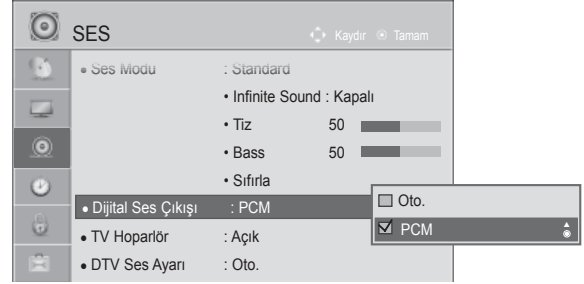 SES
Kaydır Tamam
• Ses Modu : Standard
• Infinite Sound : Kapalı
• Tiz 50
• Bass 50
• Sıfırla
• Dijital Ses Çıkışı : PCM
Oto.
PCM
• TV Hoparlör : Açık
• DTV Ses Ayarı : Oto.